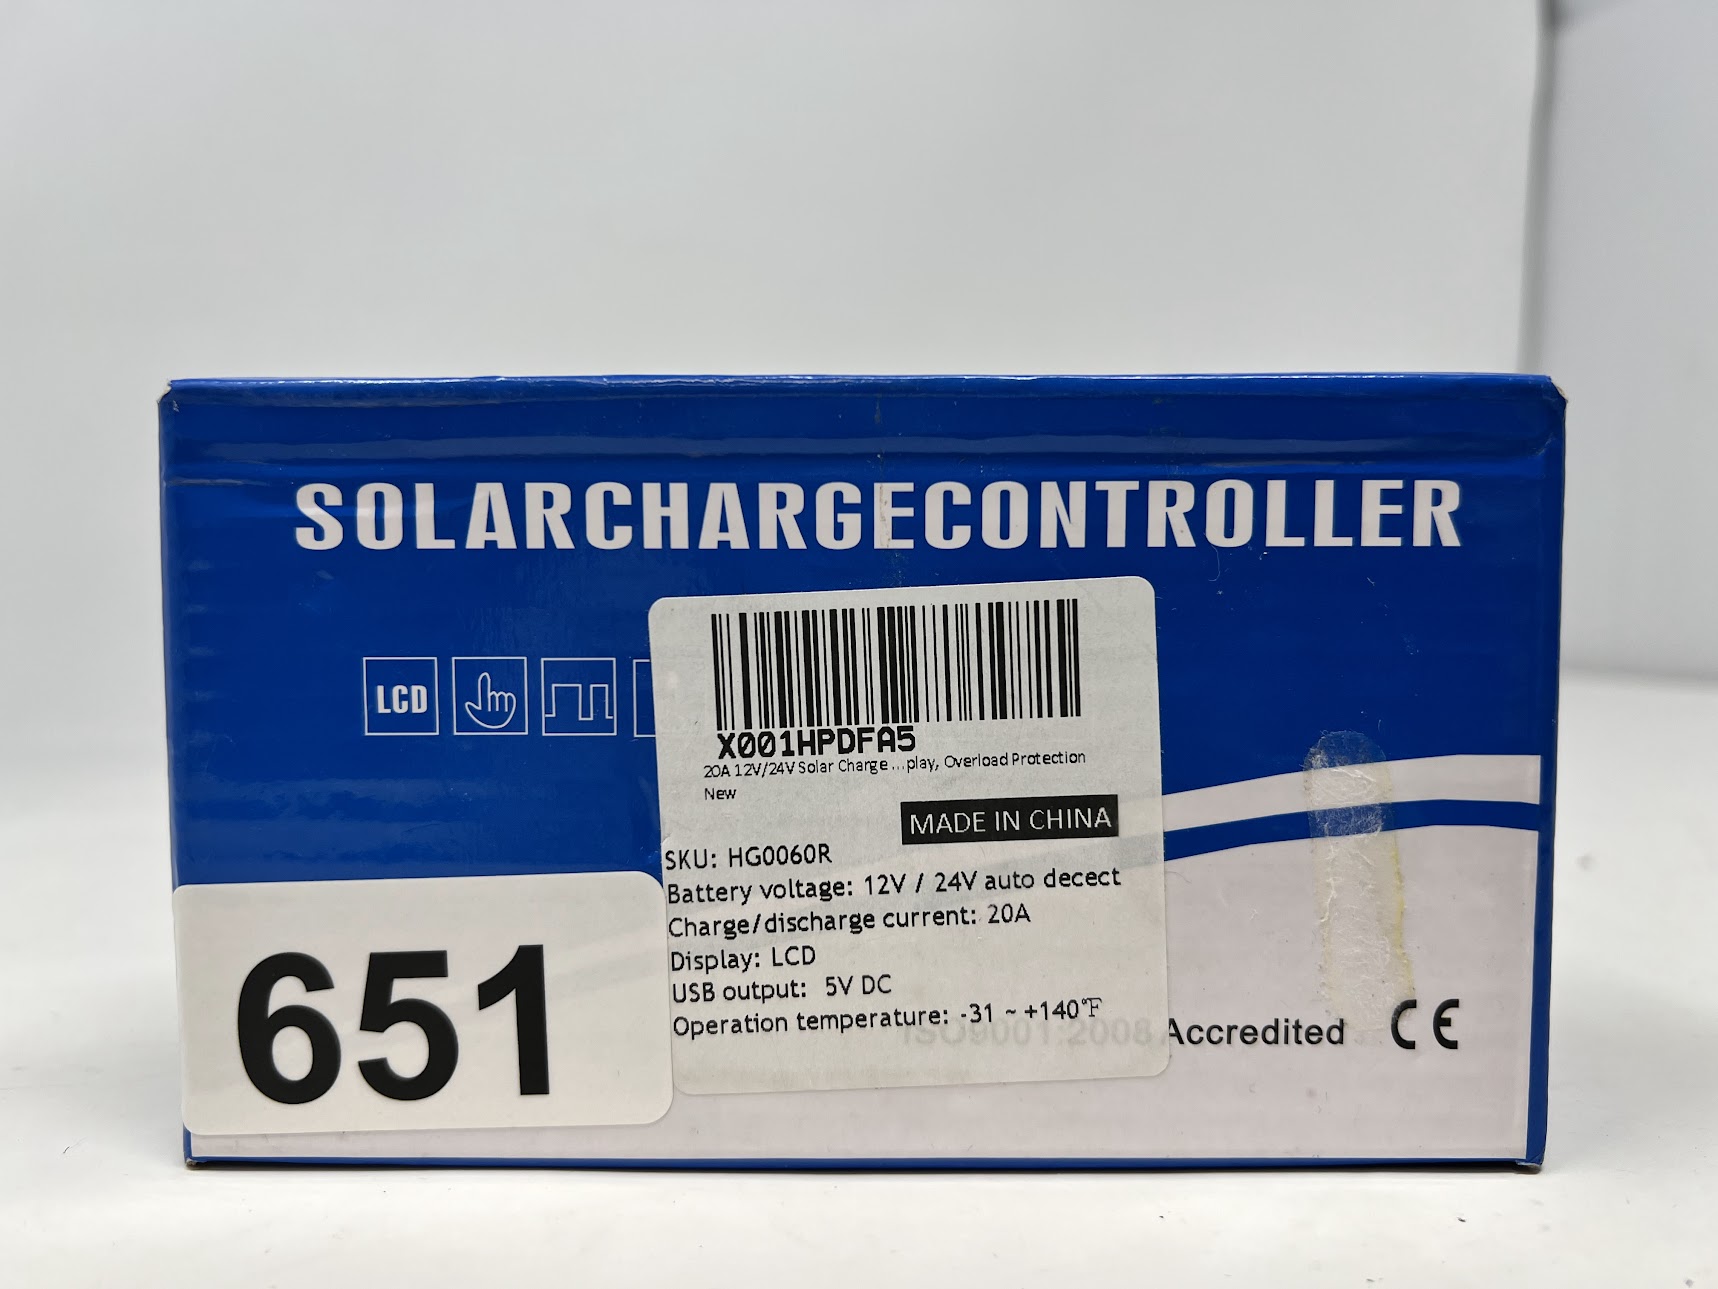 SOLARCHARGECONTROLLER
LCD
X001HPDFA5
20A 12V/24V Solar Charge ...play, Overload Protection
New
MADE IN CHINA
SKU: HG0060R
Battery voltage: 12V / 24V auto decect
Charge/discharge current: 20A
Display: LCD
USB output: 5V DC
Operation temperature: -31 ~ +140°F
ISO9001:2008 Accredited CE
651